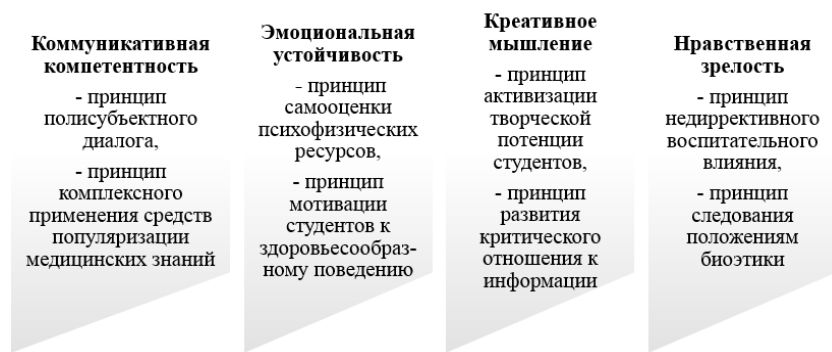 Коммуникативная
компетентность
- принцип
полисубъектного
диалога,
- принцип
комплексного
применения средств
популяризации
медицинских знаний
Эмоциональная
устойчивость
- принцип
самооценки
психофизических
ресурсов,
- принцип
мотивации
студентов к
здоровьесообраз-
ному поведению
Креативное
мышление
- принцип
активизации
творческой
потенции
студентов,
- принцип
развития
критического
отношения к
информации
Нравственная
зрелость
- принцип
недиррективного
воспитательного
влияния,
- принцип
следования
положениям
биоэтики